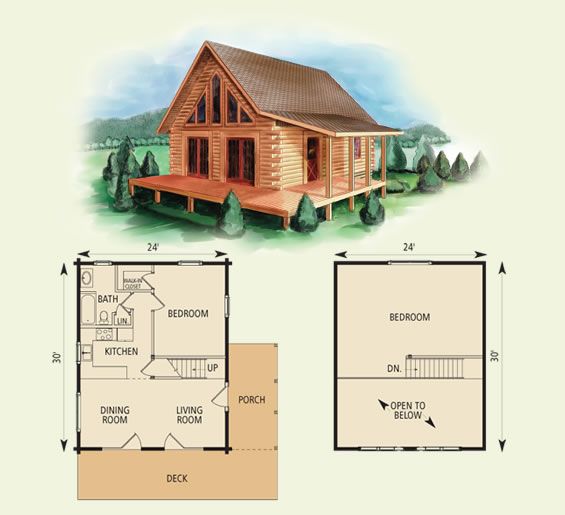 24'
30'
WALK-IN
CLOSET
BATH
LIN.
BEDROOM
KITCHEN
UP
DINING
ROOM
LIVING
ROOM
PORCH
DECK
24'
30'
BEDROOM
DN.
OPEN TO
BELOW